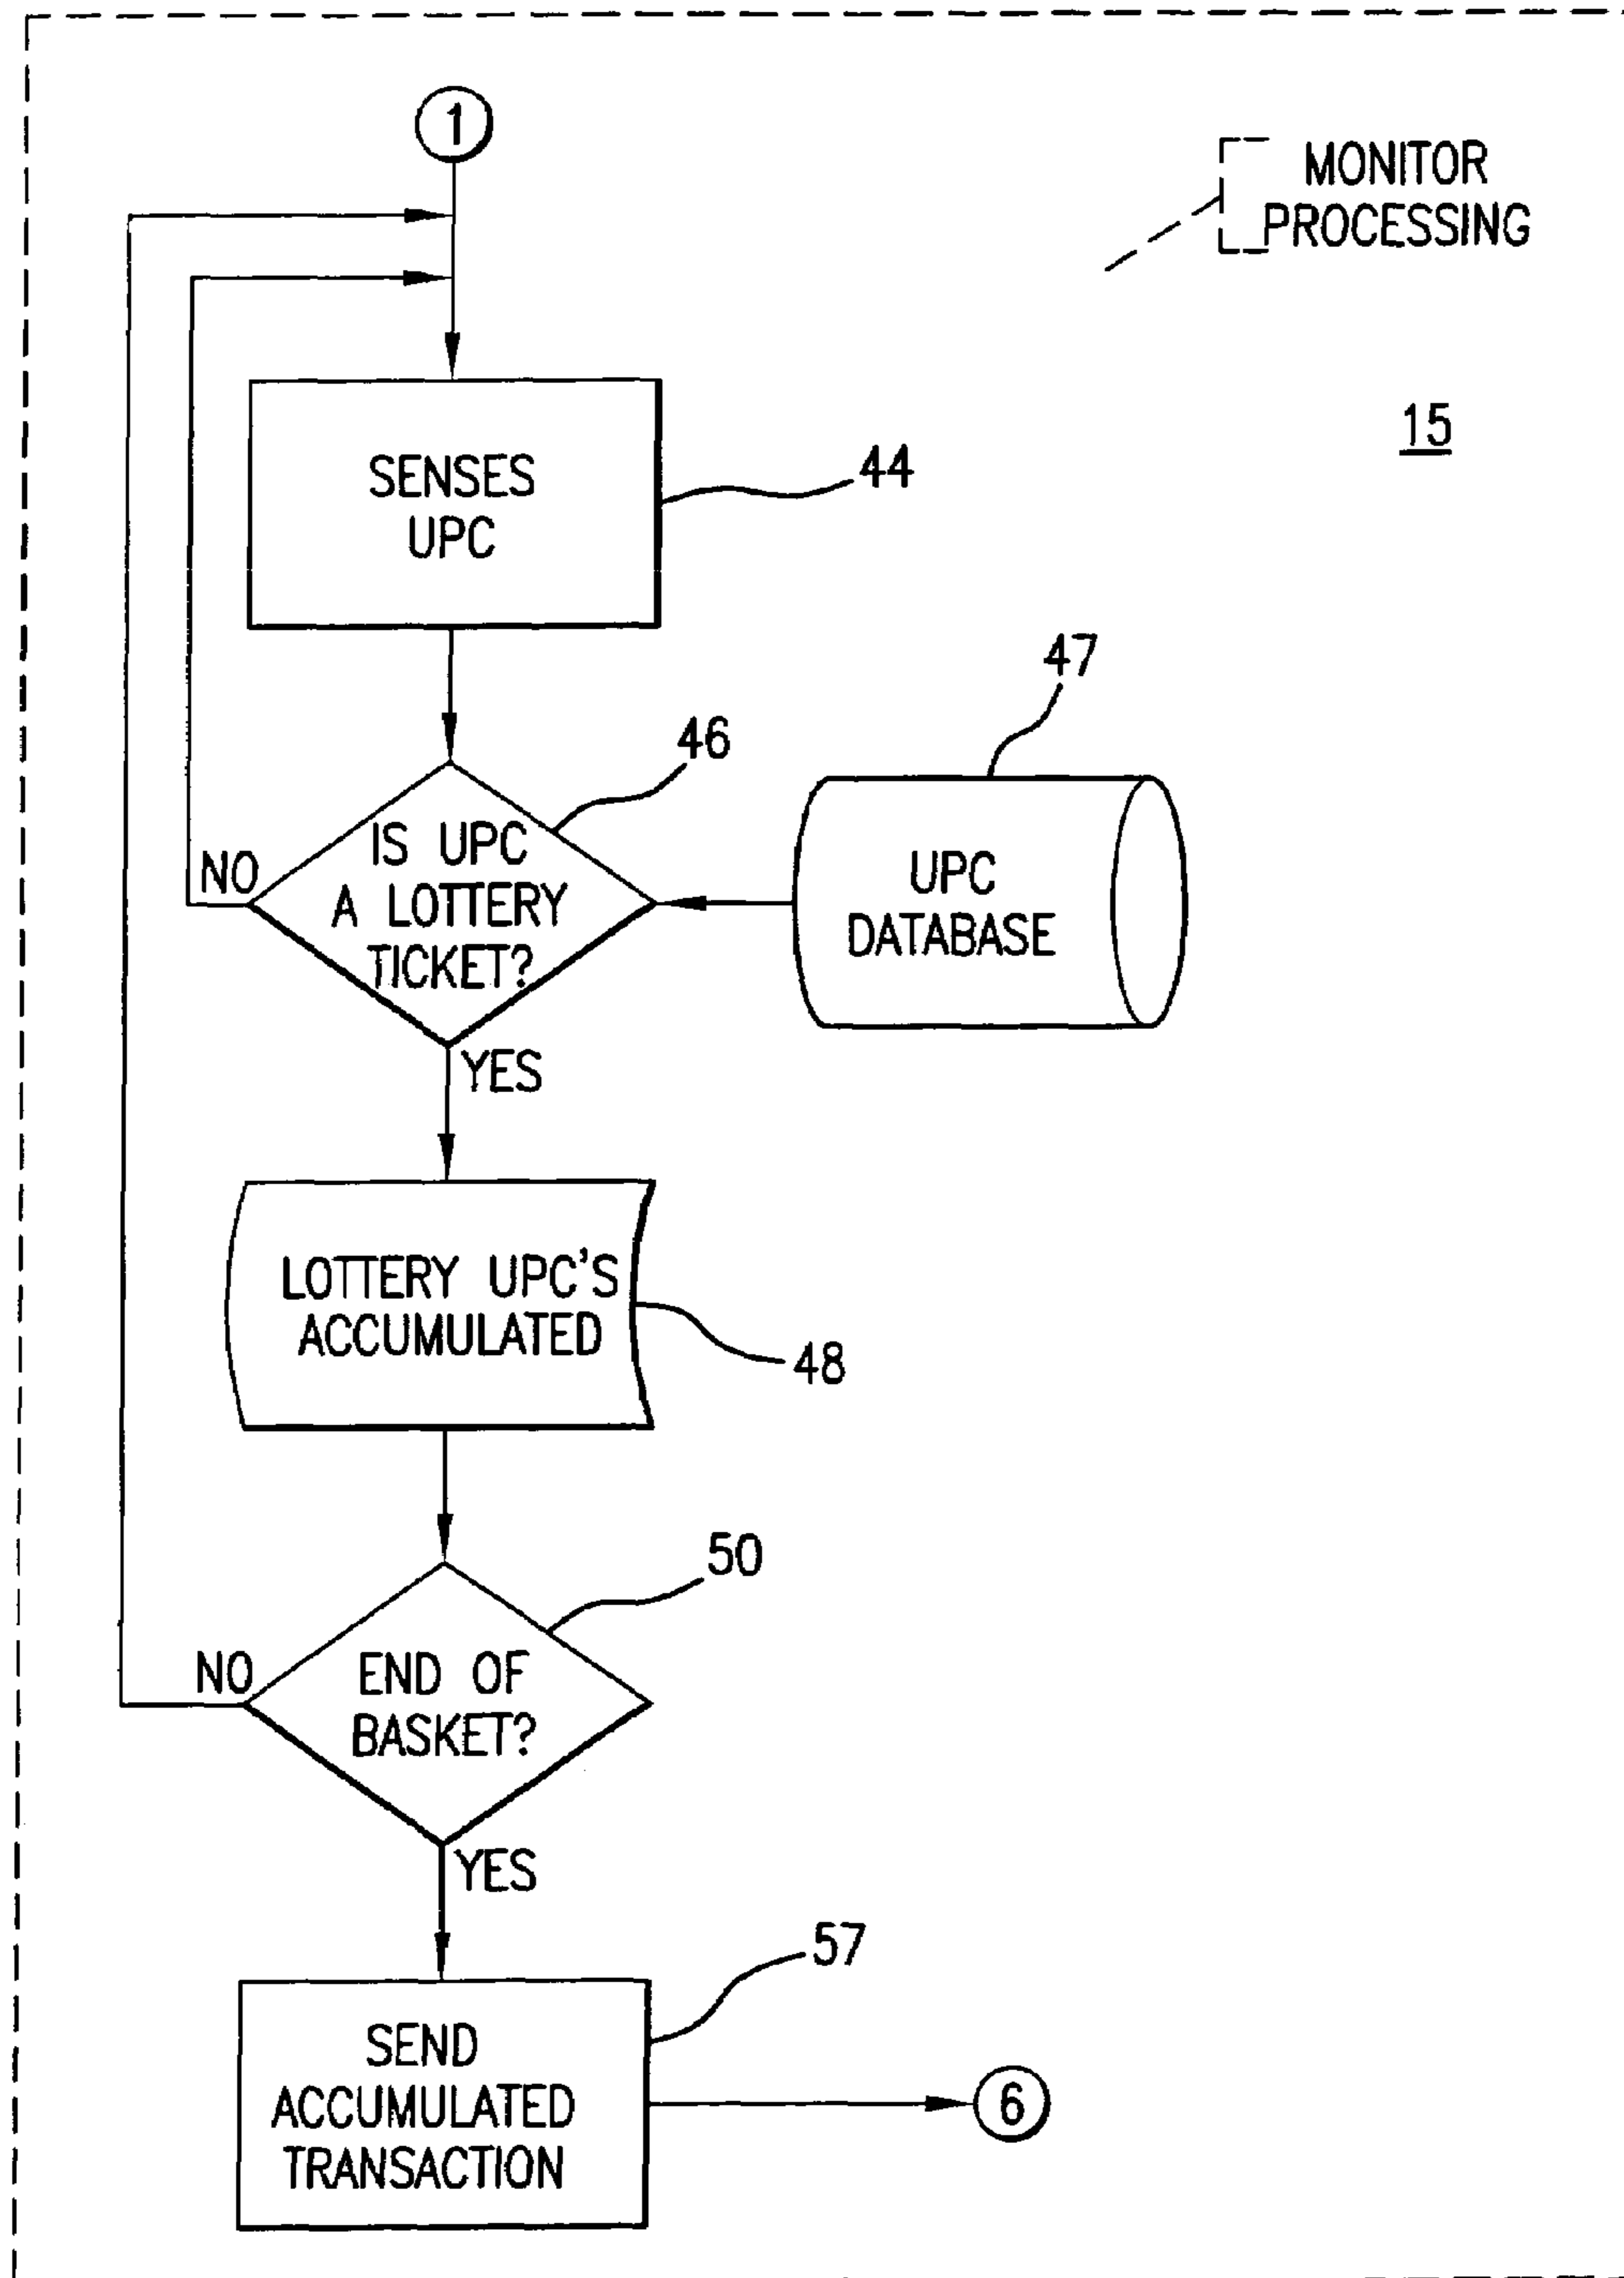 1
MONITOR
PROCESSING
15
SENSES
UPC
44
47
46
IS UPC
A LOTTERY
TICKET?
NO
UPC
DATABASE
YES
LOTTERY UPC'S
ACCUMULATED
48
50
NO
END OF
BASKET?
YES
57
SEND
ACCUMULATED
TRANSACTION
6